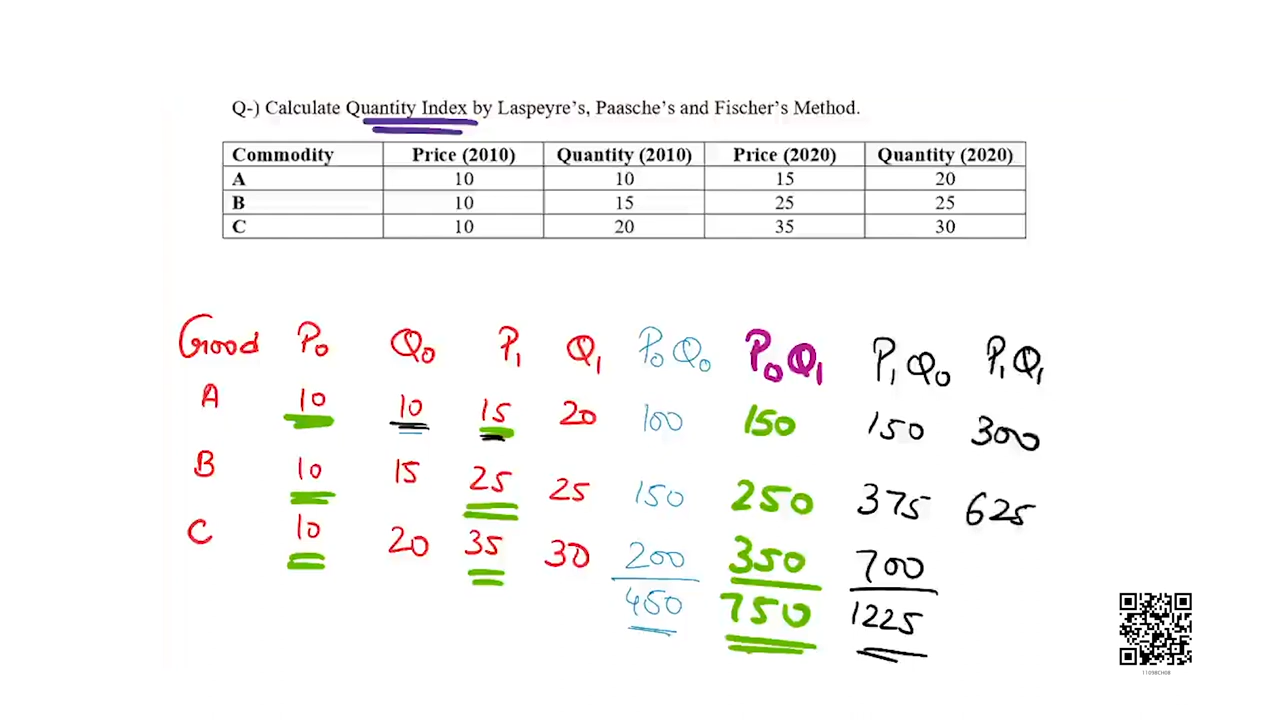 Q-) Calculate Quantity Index by Laspeyre's, Paasche's and Fischer's Method.
Commodity Price (2010) Quantity (2010) Price (2020) Quantity (2020)
A 10 10 15 20
B 10 15 25 25
C 10 20 35 30
Good P₀ Q₀ P₁ Q₁ P₀Q₀ P₀Q₁ P₁Q₀ P₁Q₁
A 10 10 15 20 100 150 150 300
B 10 15 25 25 150 250 375 625
C 10 20 35 30 200 350 700
450 750 1225
11098CH08